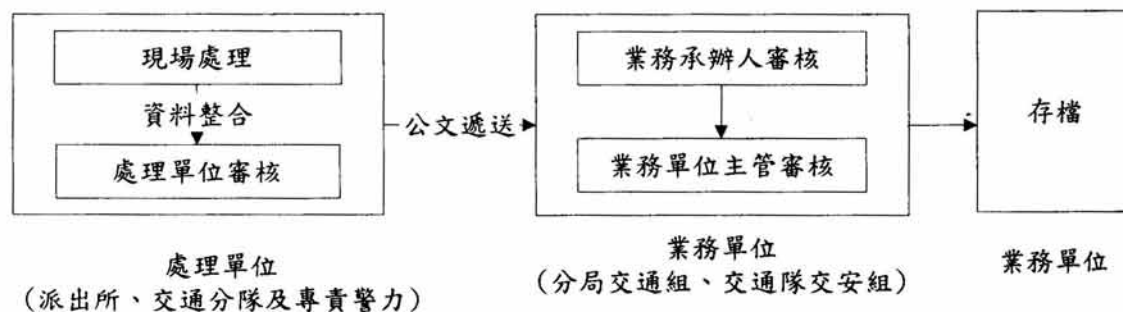 現場處理
資料整合
處理單位審核
公文遞送
業務承辦人審核
業務單位主管審核
存檔
處理單位
（派出所、交通分隊及專責警力）
業務單位
（分局交通組、交通隊交安組）
業務單位